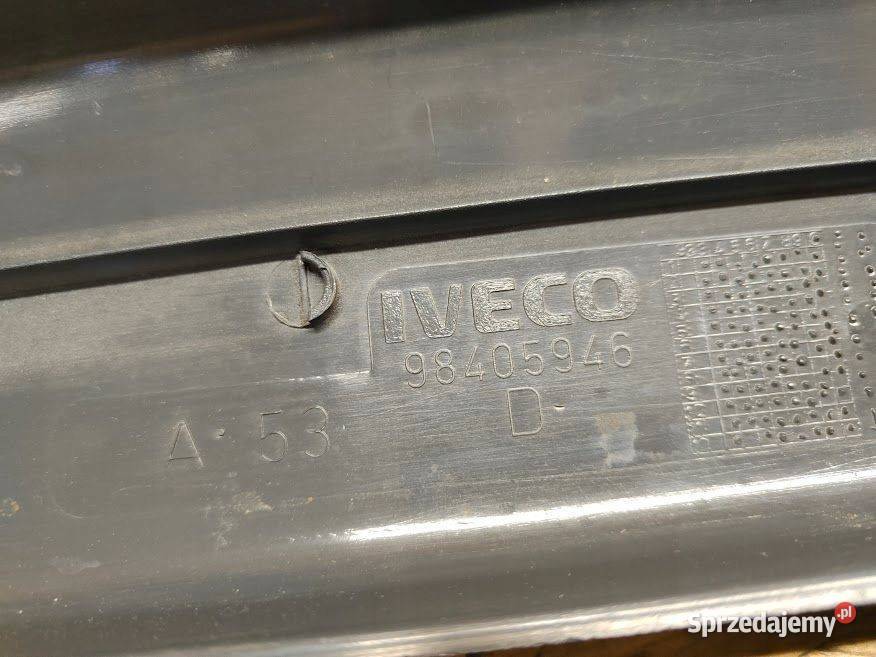 IVECO
98405946
D-
A· 53
Sprzedajemy.pl